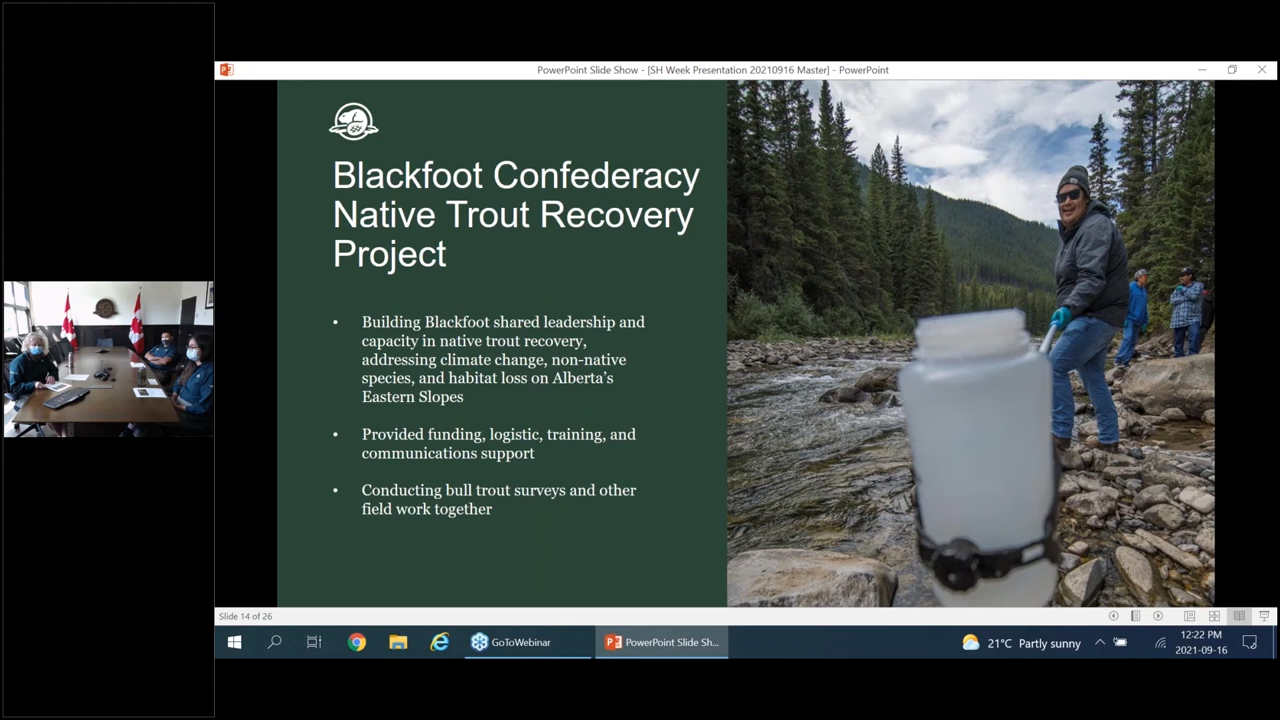 PowerPoint Slide Show - [SH Week Presentation 20210916 Master] - PowerPoint
Blackfoot Confederacy
Native Trout Recovery
Project
• Building Blackfoot shared leadership and
capacity in native trout recovery,
addressing climate change, non-native
species, and habitat loss on Alberta's
Eastern Slopes
• Provided funding, logistic, training, and
communications support
• Conducting bull trout surveys and other
field work together
Slide 14 of 26
GoToWebinar
PowerPoint Slide Sh...
21°C Partly sunny
12:22 PM
2021-09-16